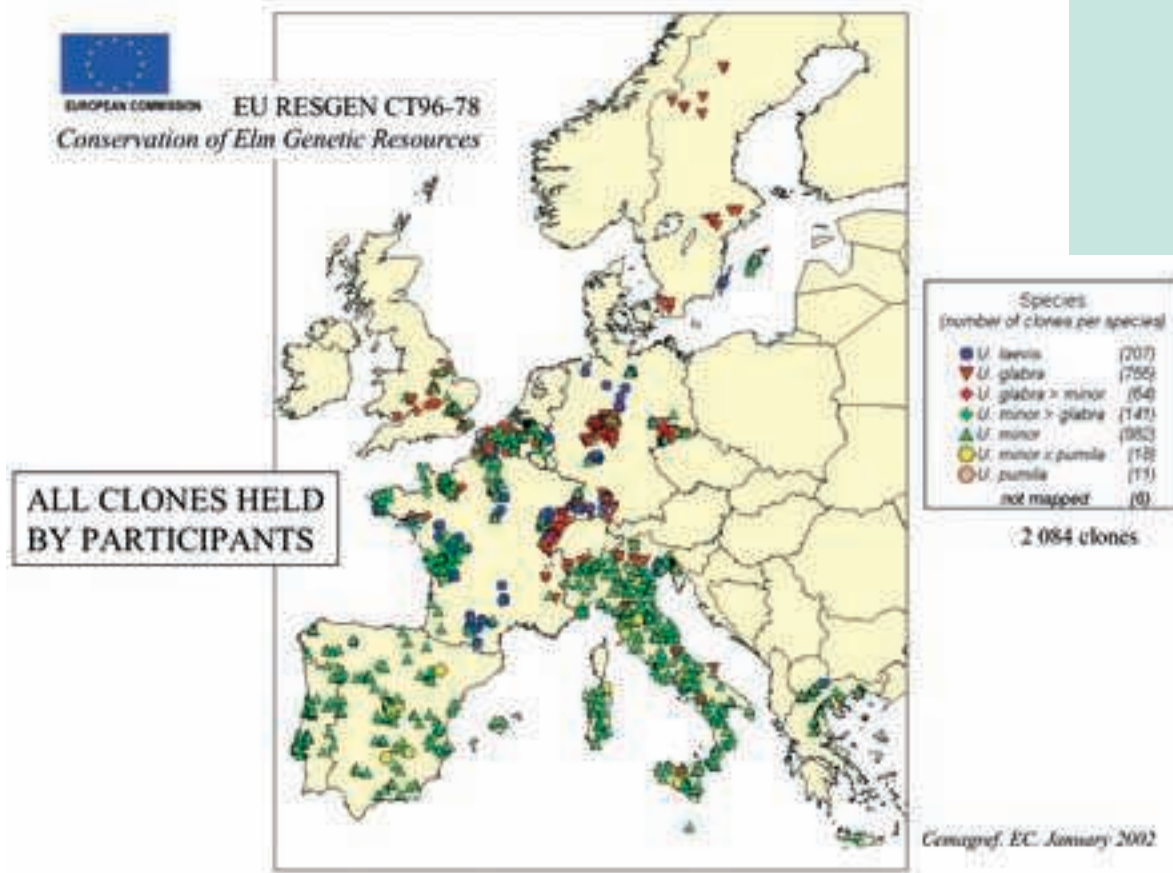 EUROPEAN COMMISSION
EU RESGEN CT96-78
Conservation of Elm Genetic Resources
ALL CLONES HELD
BY PARTICIPANTS
Species
(number of clones per species)
U. laevis (207)
U. glabra (755)
U. glabra > minor (64)
U. minor > glabra (141)
U. minor (882)
U. minor x pumila (18)
U. pumila (11)
not mapped (6)
2 084 clones
Cemagref. EC. January 2002